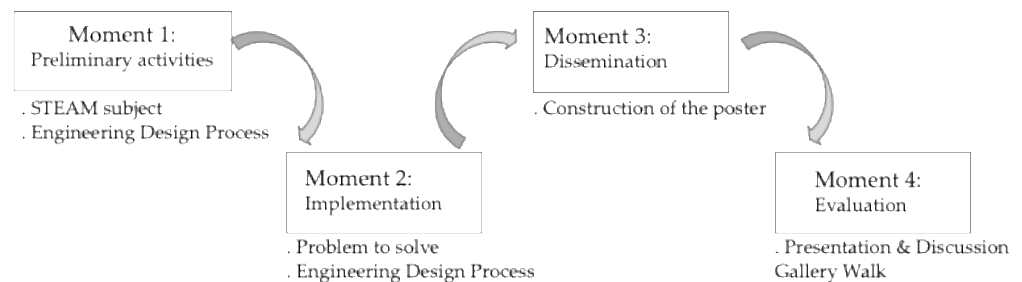 Moment 1:
Preliminary activities
. STEAM subject
. Engineering Design Process
Moment 2:
Implementation
. Problem to solve
. Engineering Design Process
Moment 3:
Dissemination
. Construction of the poster
Moment 4:
Evaluation
. Presentation & Discussion
Gallery Walk